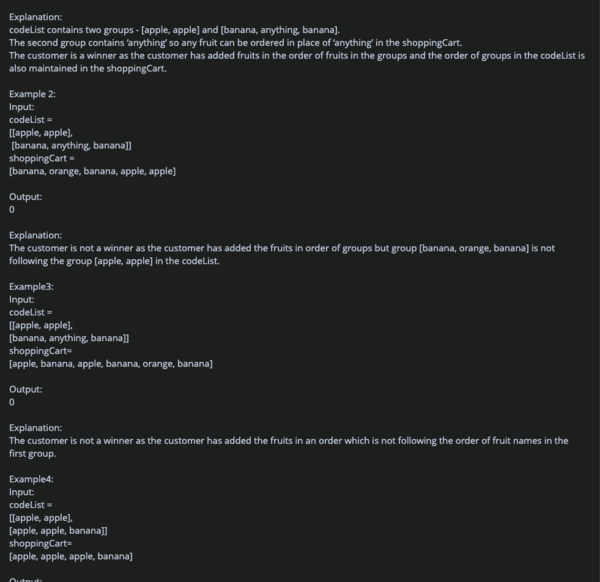 Explanation:
codeList contains two groups - [apple, apple] and [banana, anything, banana].
The second group contains 'anything' so any fruit can be ordered in place of 'anything' in the shoppingCart.
The customer is a winner as the customer has added fruits in the order of fruits in the groups and the order of groups in the codeList is
also maintained in the shoppingCart.
Example 2:
Input:
codeList =
[[apple, apple],
[banana, anything, banana]]
shoppingCart =
[banana, orange, banana, apple, apple]
Output:
0
Explanation:
The customer is not a winner as the customer has added the fruits in order of groups but group [banana, orange, banana] is not
following the group [apple, apple] in the codeList.
Example3:
Input:
codeList =
[[apple, apple],
[banana, anything, banana]]
shoppingCart=
[apple, banana, apple, banana, orange, banana]
Output:
0
Explanation:
The customer is not a winner as the customer has added the fruits in an order which is not following the order of fruit names in the
first group.
Example4:
Input:
codeList =
[[apple, apple],
[apple, apple, banana]]
shoppingCart=
[apple, apple, apple, banana]
Output: